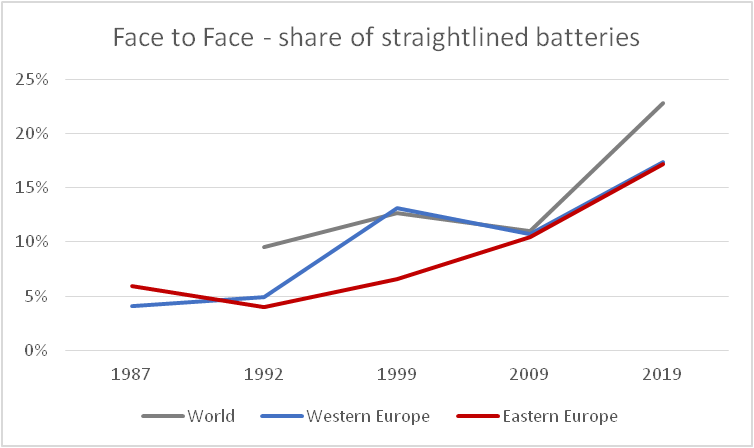 Face to Face - share of straightlined batteries
25%
20%
15%
10%
5%
0%
1987 1992 1999 2009 2019
World Western Europe Eastern Europe